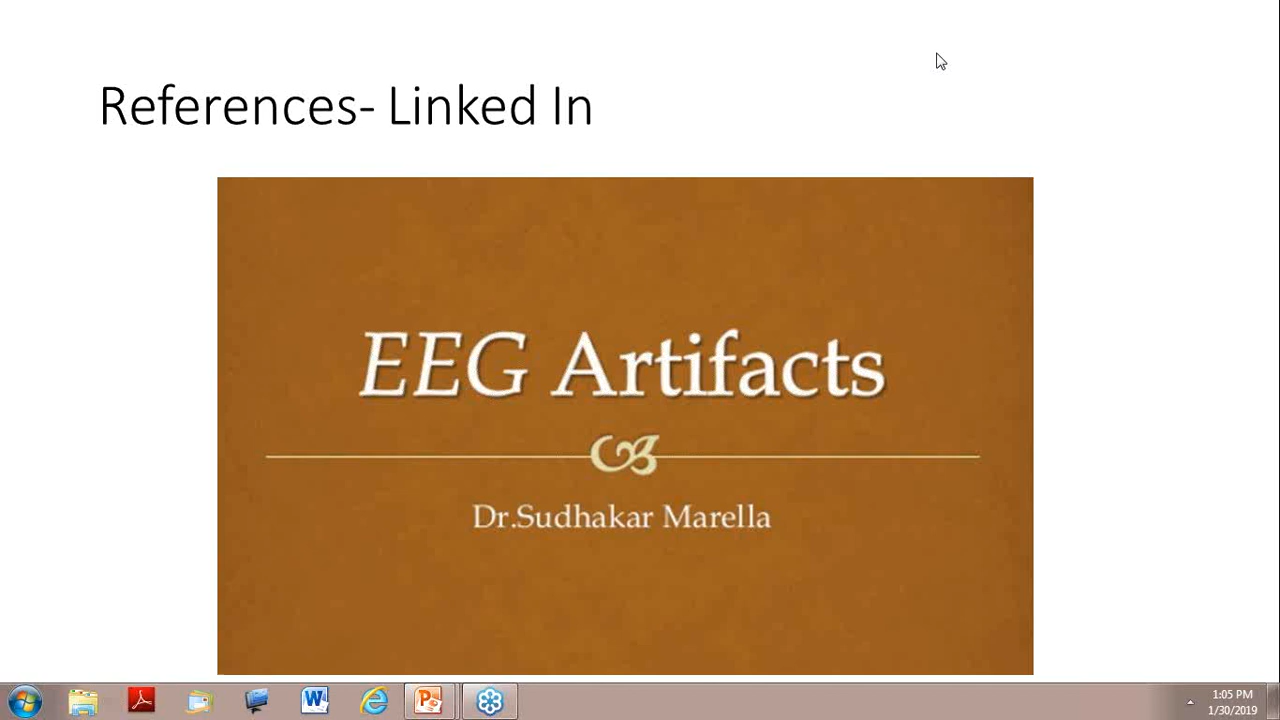 References- Linked In
EEG Artifacts
Dr.Sudhakar Marella
1:05 PM
1/30/2019